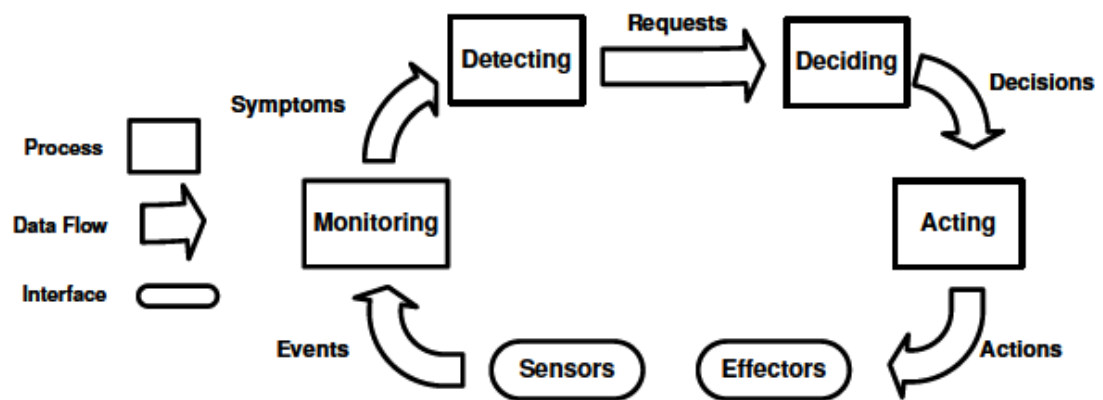 Requests
Detecting
Deciding
Symptoms
Decisions
Process
Monitoring
Acting
Data Flow
Interface
Events
Sensors
Effectors
Actions